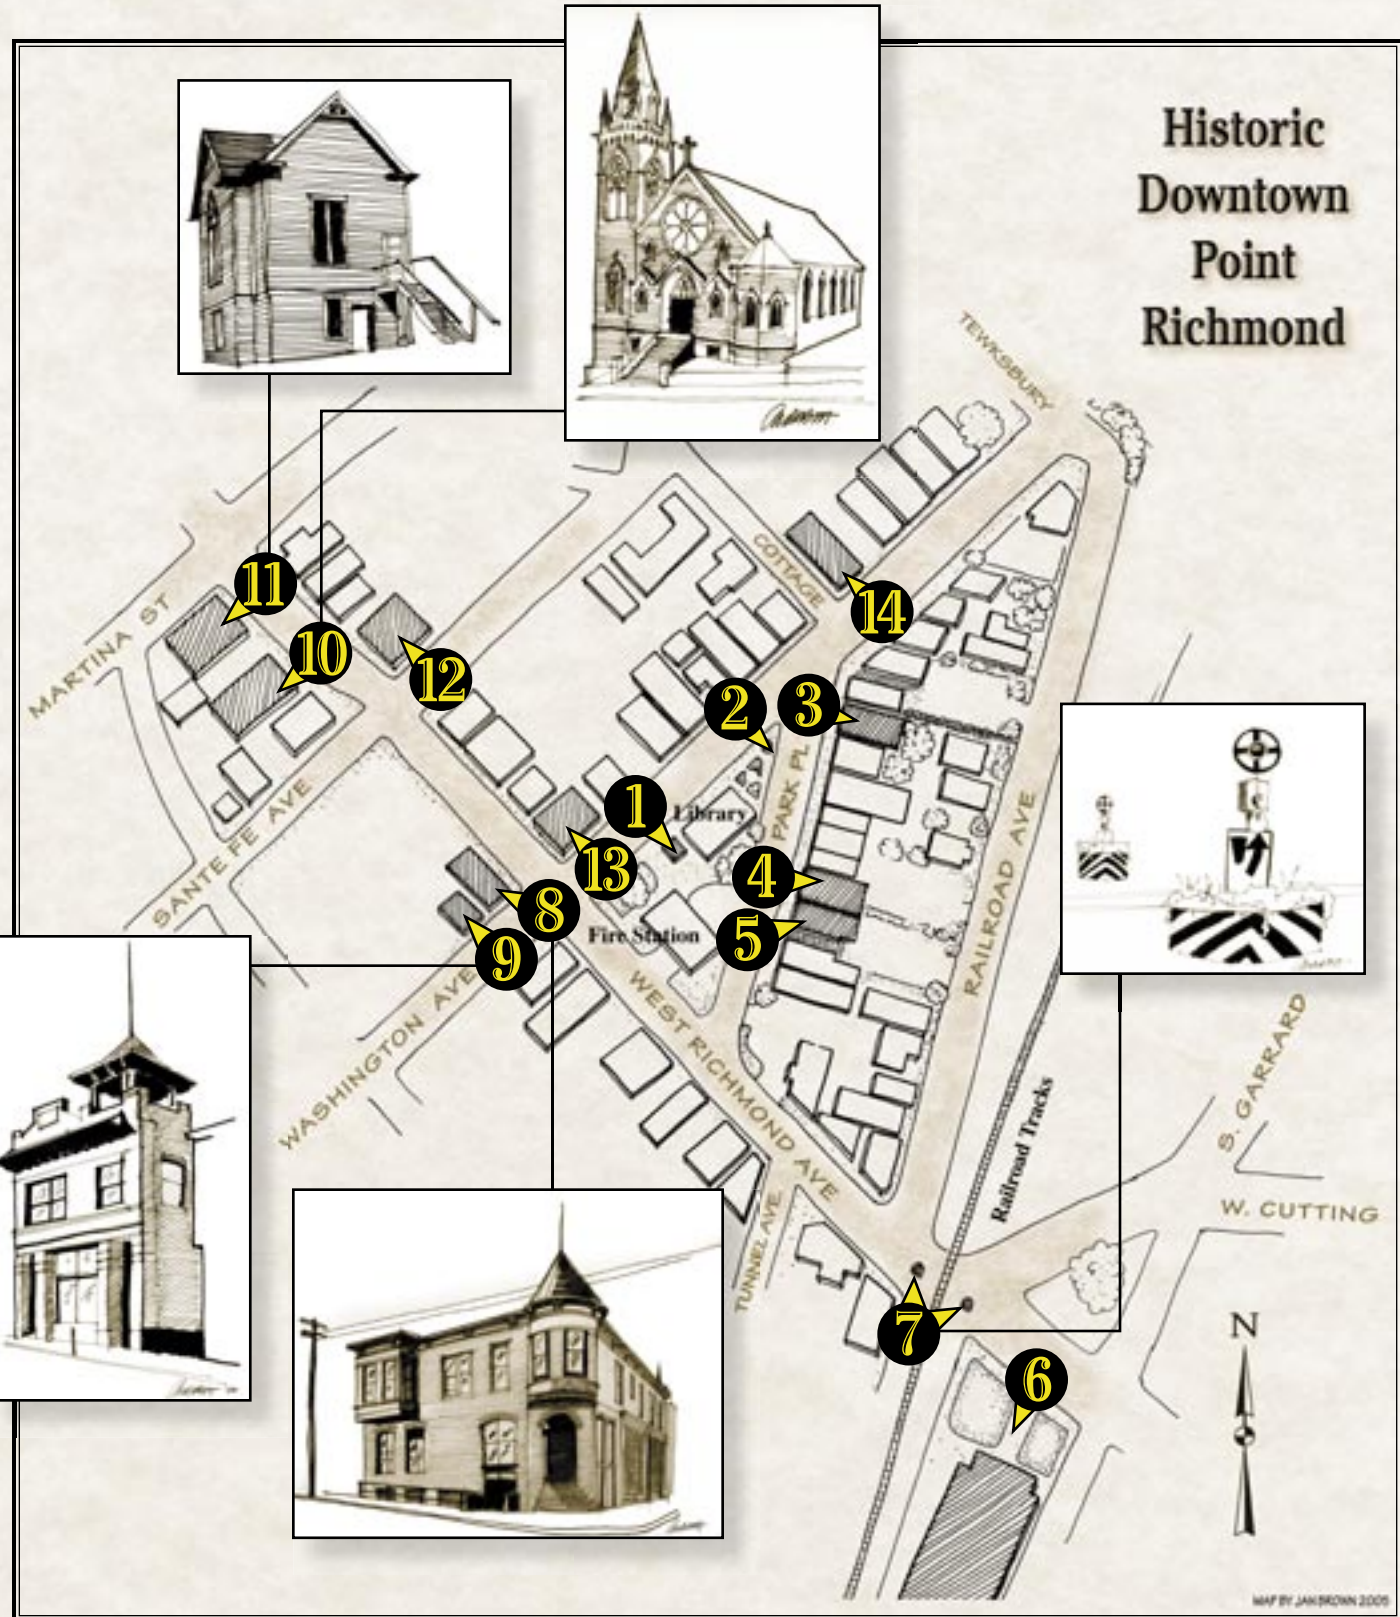 Historic
Downtown
Point
Richmond
TEWKSBURY
COTTAGE
MARTINA ST
11
10
12
14
2
3
1
Library
PARK PL
13
SANTE FE AVE
4
8
5
Fire Station
9
RAILROAD AVE
WASHINGTON AVE
WEST RICHMOND AVE
S. GARRARD
Railroad Tracks
W. CUTTING
TUNNEL AVE.
7
6
N
MAP BY JAN BROWN 2005